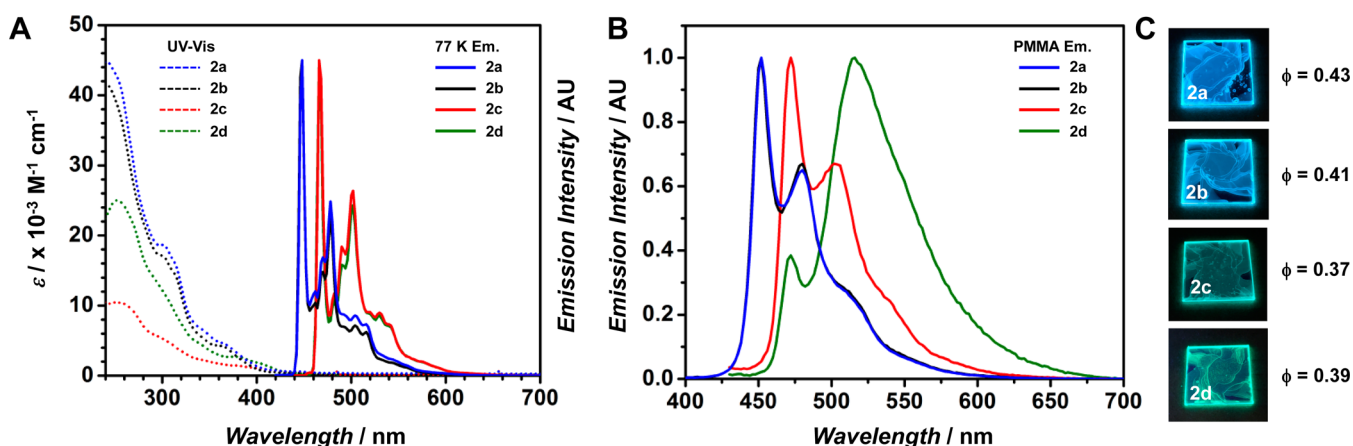 A
UV-Vis
2a
2b
2c
2d
77 K Em.
2a
2b
2c
2d
50
40
30
20
10
0
ε / x 10⁻³ M⁻¹ cm⁻¹
300
400
500
600
700
Wavelength / nm
Emission Intensity / AU
B
PMMA Em.
2a
2b
2c
2d
1.0
0.8
0.6
0.4
0.2
0.0
Emission Intensity / AU
400
450
500
550
600
650
700
Wavelength / nm
C
2a
ϕ = 0.43
2b
ϕ = 0.41
2c
ϕ = 0.37
2d
ϕ = 0.39